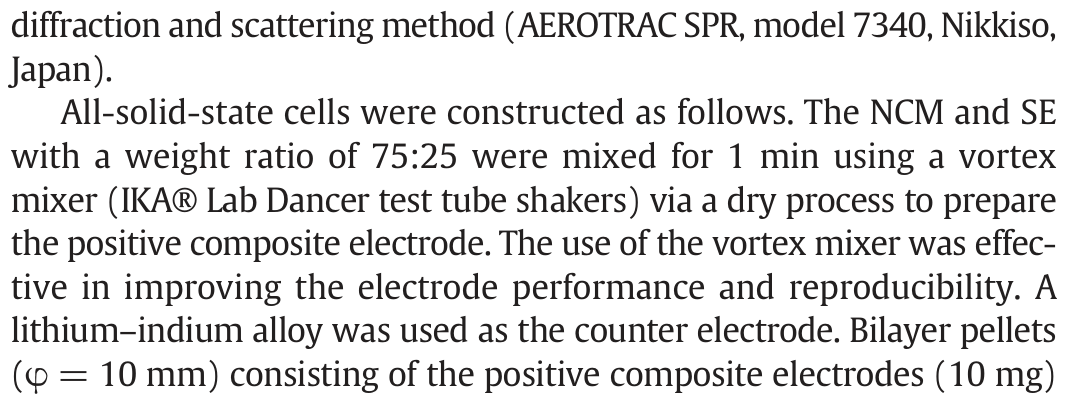 diffraction and scattering method (AEROTRAC SPR, model 7340, Nikkiso,
Japan).
All-solid-state cells were constructed as follows. The NCM and SE
with a weight ratio of 75:25 were mixed for 1 min using a vortex
mixer (IKA® Lab Dancer test tube shakers) via a dry process to prepare
the positive composite electrode. The use of the vortex mixer was effec-
tive in improving the electrode performance and reproducibility. A
lithium–indium alloy was used as the counter electrode. Bilayer pellets
(φ = 10 mm) consisting of the positive composite electrodes (10 mg)